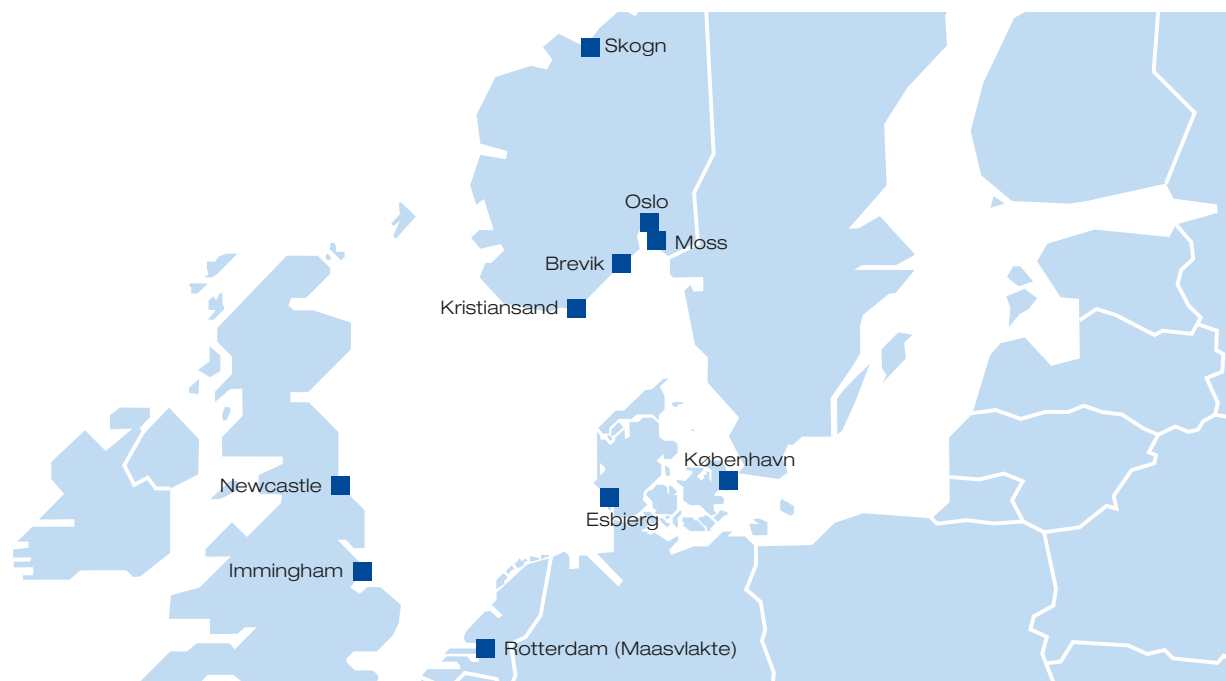 Skogn
Oslo
Moss
Brevik
Kristiansand
København
Newcastle
Esbjerg
Immingham
Rotterdam (Maasvlakte)